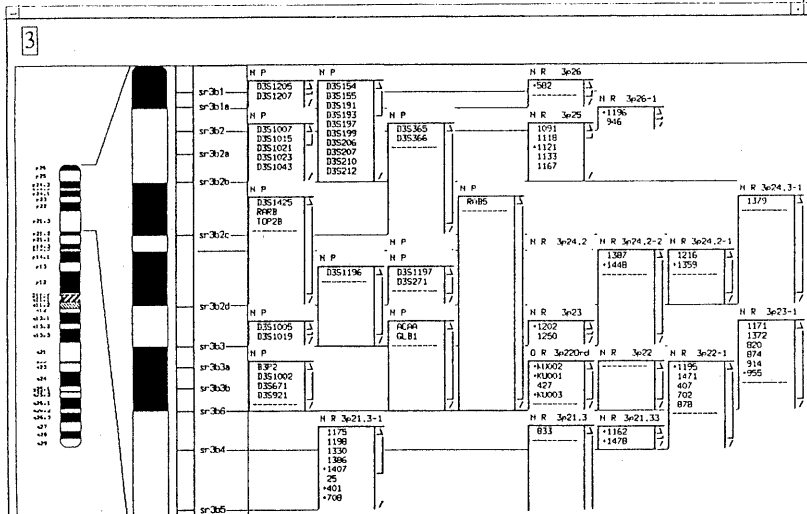 3
N P
D3S1205
D3S1207
N P
D3S154
D3S155
D3S191
D3S193
D3S197
D3S199
D3S206
D3S207
D3S210
D3S212
N R 3p26
+582
N R 3p26-1
+1196
946
N P
D3S1007
D3S1015
D3S1021
D3S1023
D3S1043
N P
D3S365
D3S366
N R 3p25
1091
1118
+1121
1133
1167
N P
D3S1425
RARB
TOP2B
N P
RAB5
N R 3p24.3-1
1379
N P
D3S1196
N P
D3S1197
D3S271
N R 3p24.2
N R 3p24.2-2
1387
+1448
N R 3p24.2-1
1216
+1359
N P
D3S1005
D3S1019
N P
ACAA
GLB1
N R 3p23
+1202
1250
N R 3p23-1
1171
1372
820
874
914
+955
N P
D3S1002
D3S671
D3S921
O R 3p22Ord
+KU002
+KU001
427
+KU003
N R 3p22
N R 3p22-1
+1195
1471
407
702
878
N R 3p21.3-1
1175
1198
1330
1386
+1407
25
+401
+708
N R 3p21.3
833
N R 3p21.33
+1162
+1478
sr3b1
sr3b1a
sr3b2
sr3b2a
sr3b2b
sr3b2c
sr3b2d
sr3b3
sr3b3a
sr3b3b
sr3b6
sr3b4
sr3b5